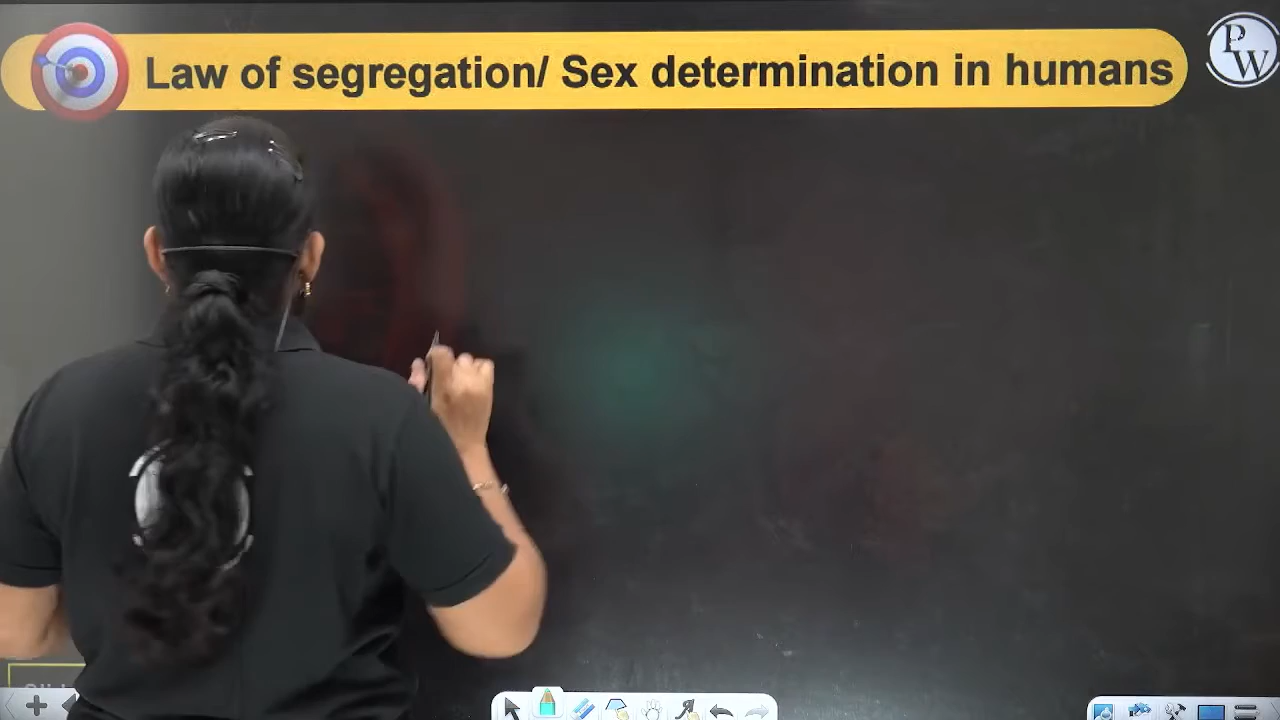 Law of segregation/ Sex determination in humans
PW